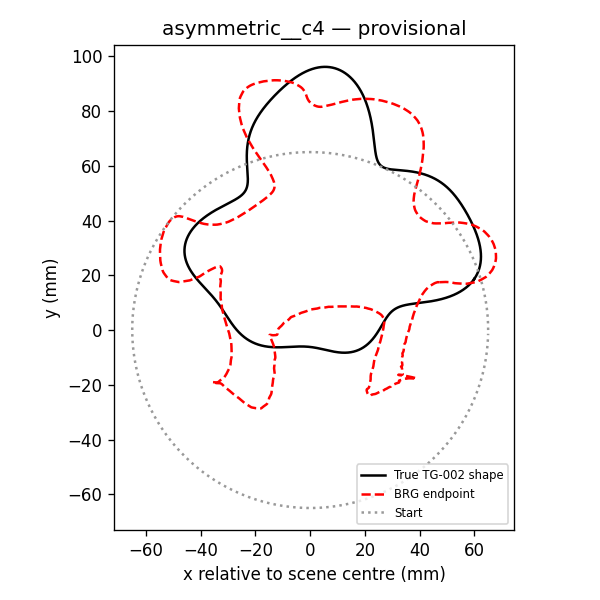 asymmetric__c4 — provisional
100
80
60
40
20
0
−20
−40
−60
y (mm)
−60 −40 −20 0 20 40 60
x relative to scene centre (mm)
True TG-002 shape
BRG endpoint
Start